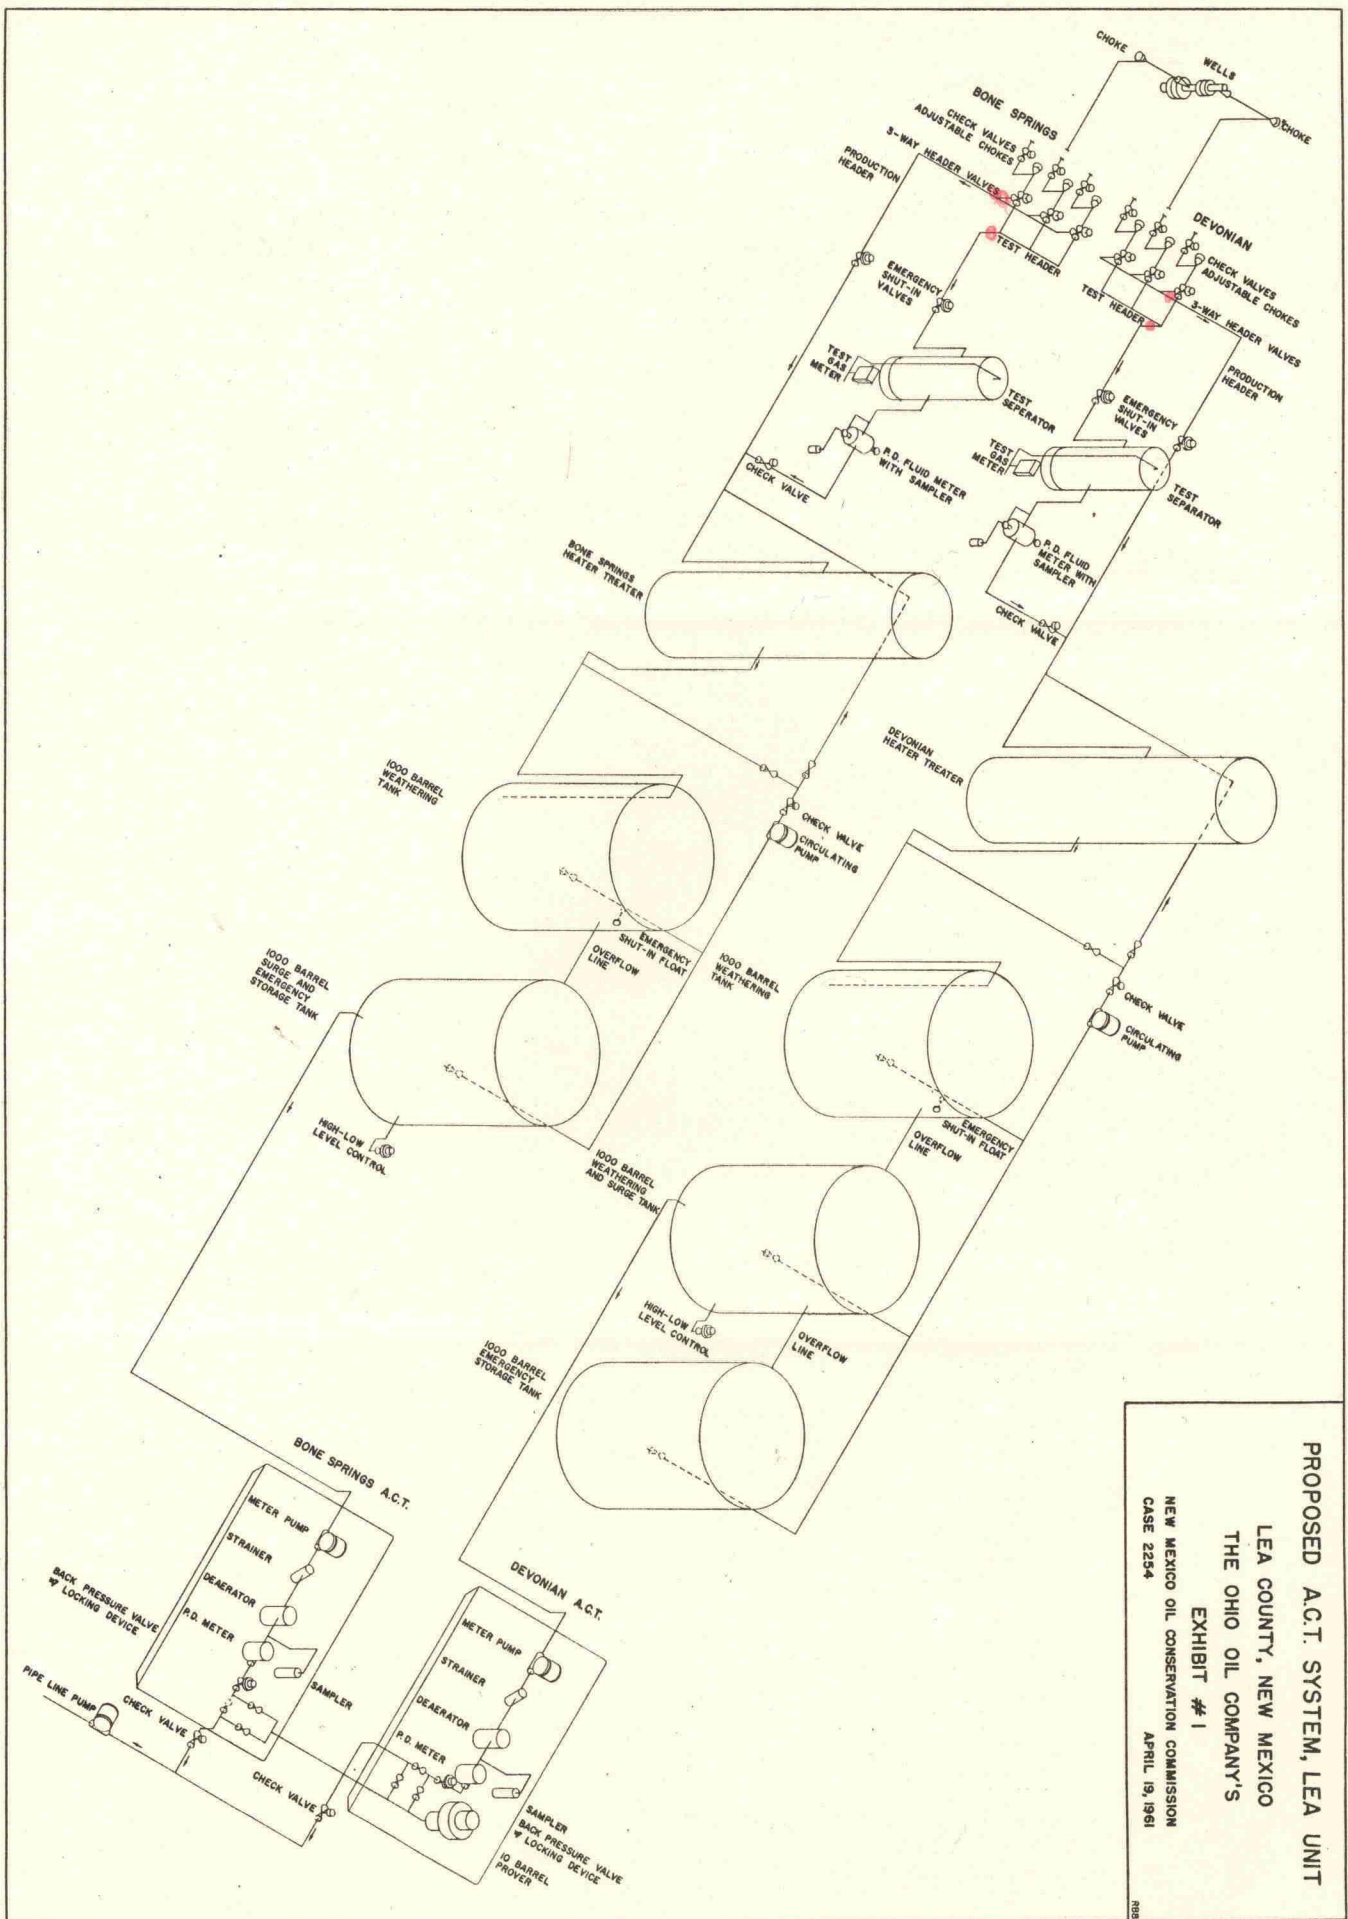 CHOKE
WELLS
CHOKE
BONE SPRINGS
CHECK VALVES
ADJUSTABLE CHOKES
3-WAY HEADER VALVES
PRODUCTION
HEADER
TEST HEADER
DEVONIAN
CHECK VALVES
ADJUSTABLE CHOKES
3-WAY HEADER VALVES
TEST HEADER
PRODUCTION
HEADER
EMERGENCY
SHUT-IN
VALVES
TEST
GAS
METER
TEST
SEPERATOR
P.D. FLUID METER
WITH SAMPLER
CHECK VALVE
EMERGENCY
SHUT-IN
VALVES
TEST
GAS
METER
TEST
SEPARATOR
P.D. FLUID
METER WITH
SAMPLER
CHECK VALVE
BONE SPRINGS
HEATER TREATER
DEVONIAN
HEATER TREATER
1000 BARREL
WEATHERING
TANK
CHECK VALVE
CIRCULATING
PUMP
EMERGENCY
SHUT-IN FLOAT
OVERFLOW
LINE
1000 BARREL
SURGE AND
EMERGENCY
STORAGE TANK
HIGH-LOW
LEVEL CONTROL
1000 BARREL
WEATHERING
TANK
CHECK VALVE
CIRCULATING
PUMP
EMERGENCY
SHUT-IN FLOAT
OVERFLOW
LINE
1000 BARREL
WEATHERING
AND SURGE TANK
HIGH-LOW
LEVEL CONTROL
OVERFLOW
LINE
1000 BARREL
EMERGENCY
STORAGE TANK
BONE SPRINGS A.C.T.
METER PUMP
STRAINER
DEAERATOR
P.D. METER
BACK PRESSURE VALVE
W/ LOCKING DEVICE
SAMPLER
PIPE LINE PUMP
CHECK VALVE
CHECK VALVE
DEVONIAN A.C.T.
METER PUMP
STRAINER
DEAERATOR
P.D. METER
SAMPLER
BACK PRESSURE VALVE
W/ LOCKING DEVICE
10 BARREL
PROVER
PROPOSED A.C.T. SYSTEM, LEA UNIT
LEA COUNTY, NEW MEXICO
THE OHIO OIL COMPANY'S
EXHIBIT #1
NEW MEXICO OIL CONSERVATION COMMISSION
CASE 2254 APRIL 19, 1961
RBB